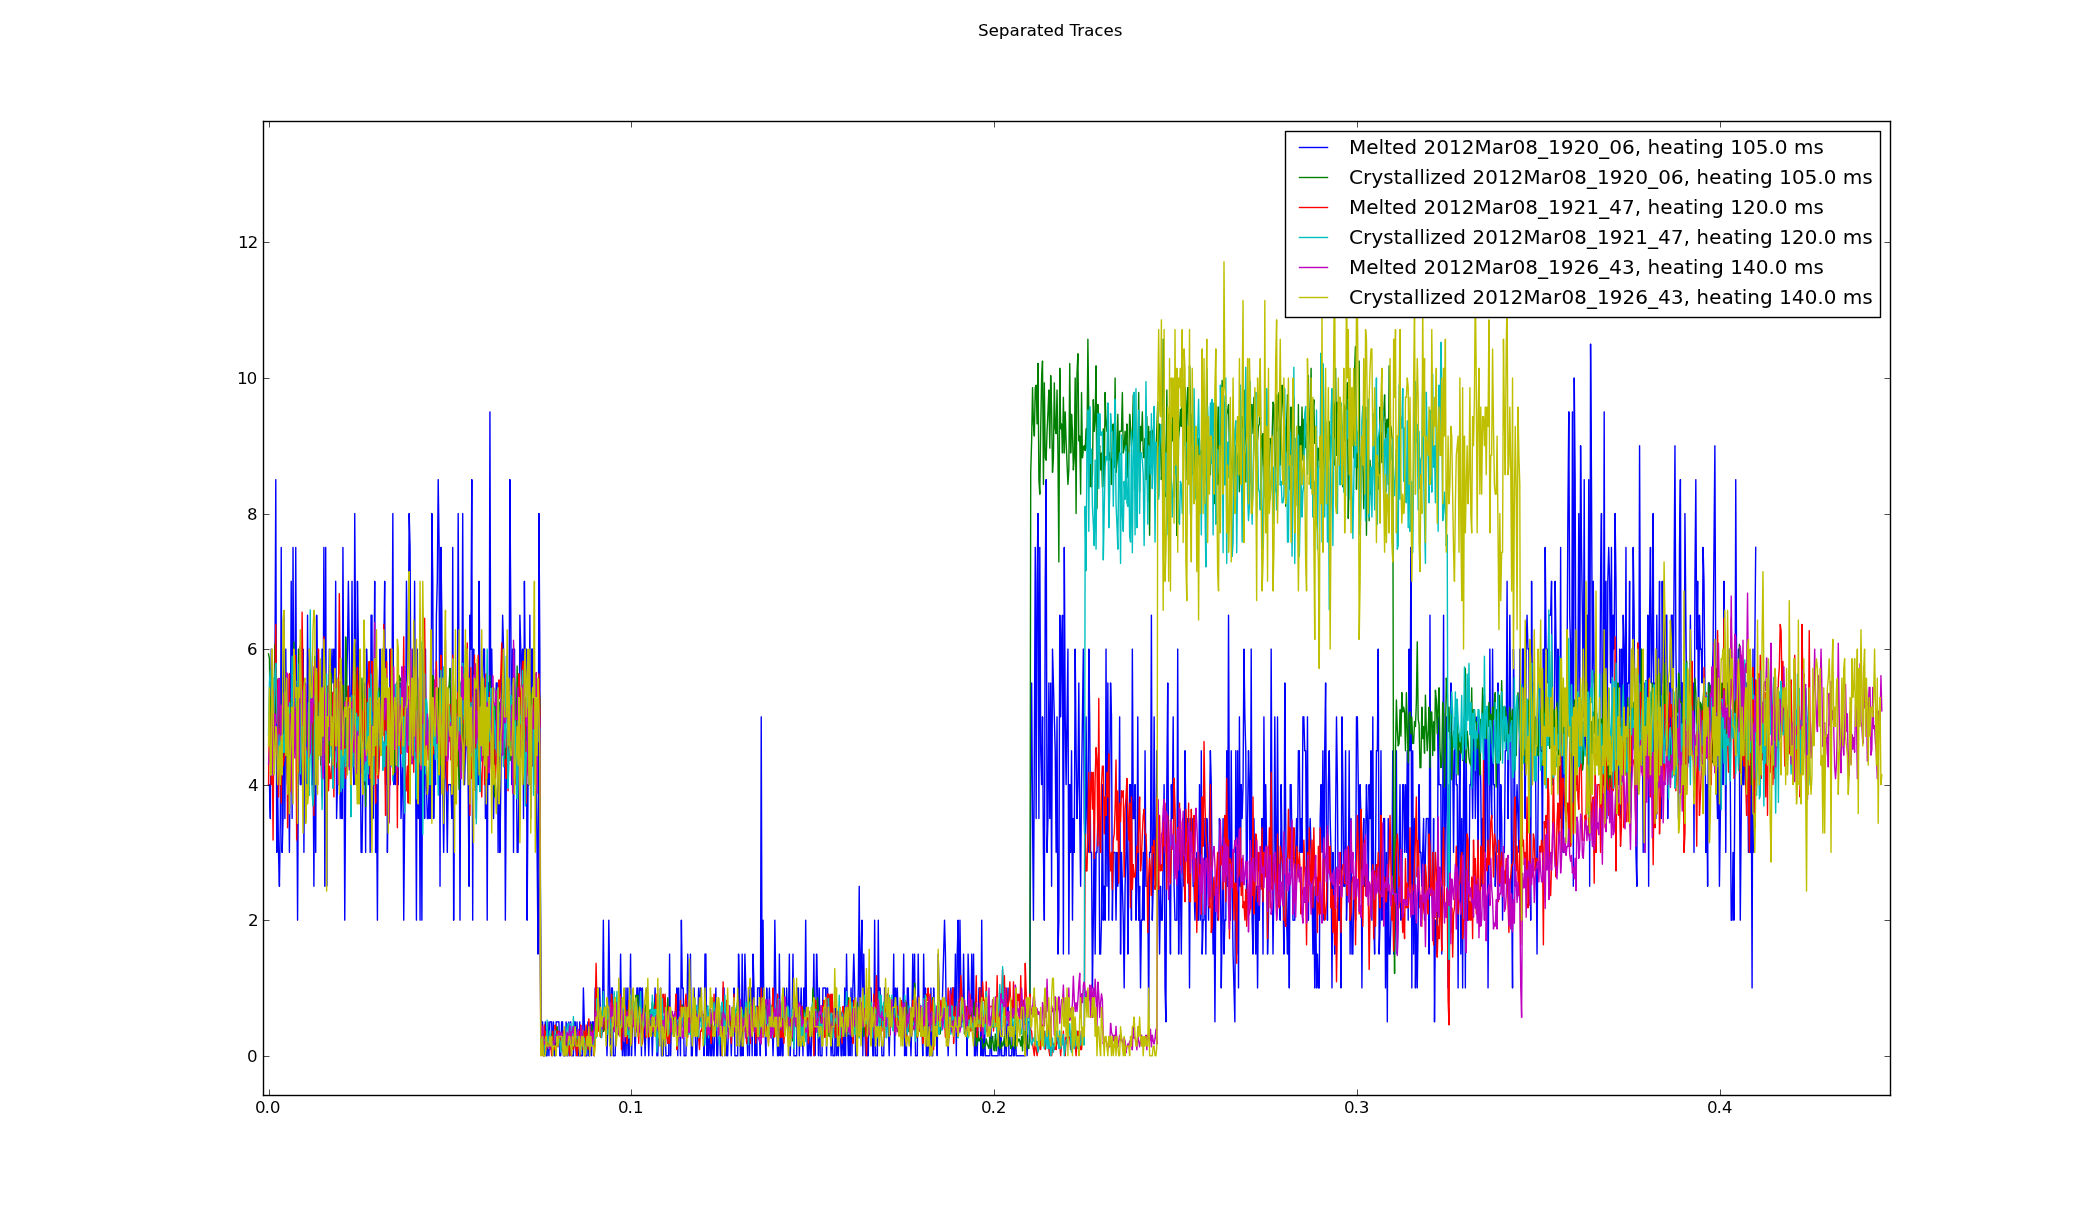 Separated Traces
Melted 2012Mar08_1920_06, heating 105.0 ms
Crystallized 2012Mar08_1920_06, heating 105.0 ms
Melted 2012Mar08_1921_47, heating 120.0 ms
Crystallized 2012Mar08_1921_47, heating 120.0 ms
Melted 2012Mar08_1926_43, heating 140.0 ms
Crystallized 2012Mar08_1926_43, heating 140.0 ms
12
10
8
6
4
2
0
0.0 0.1 0.2 0.3 0.4